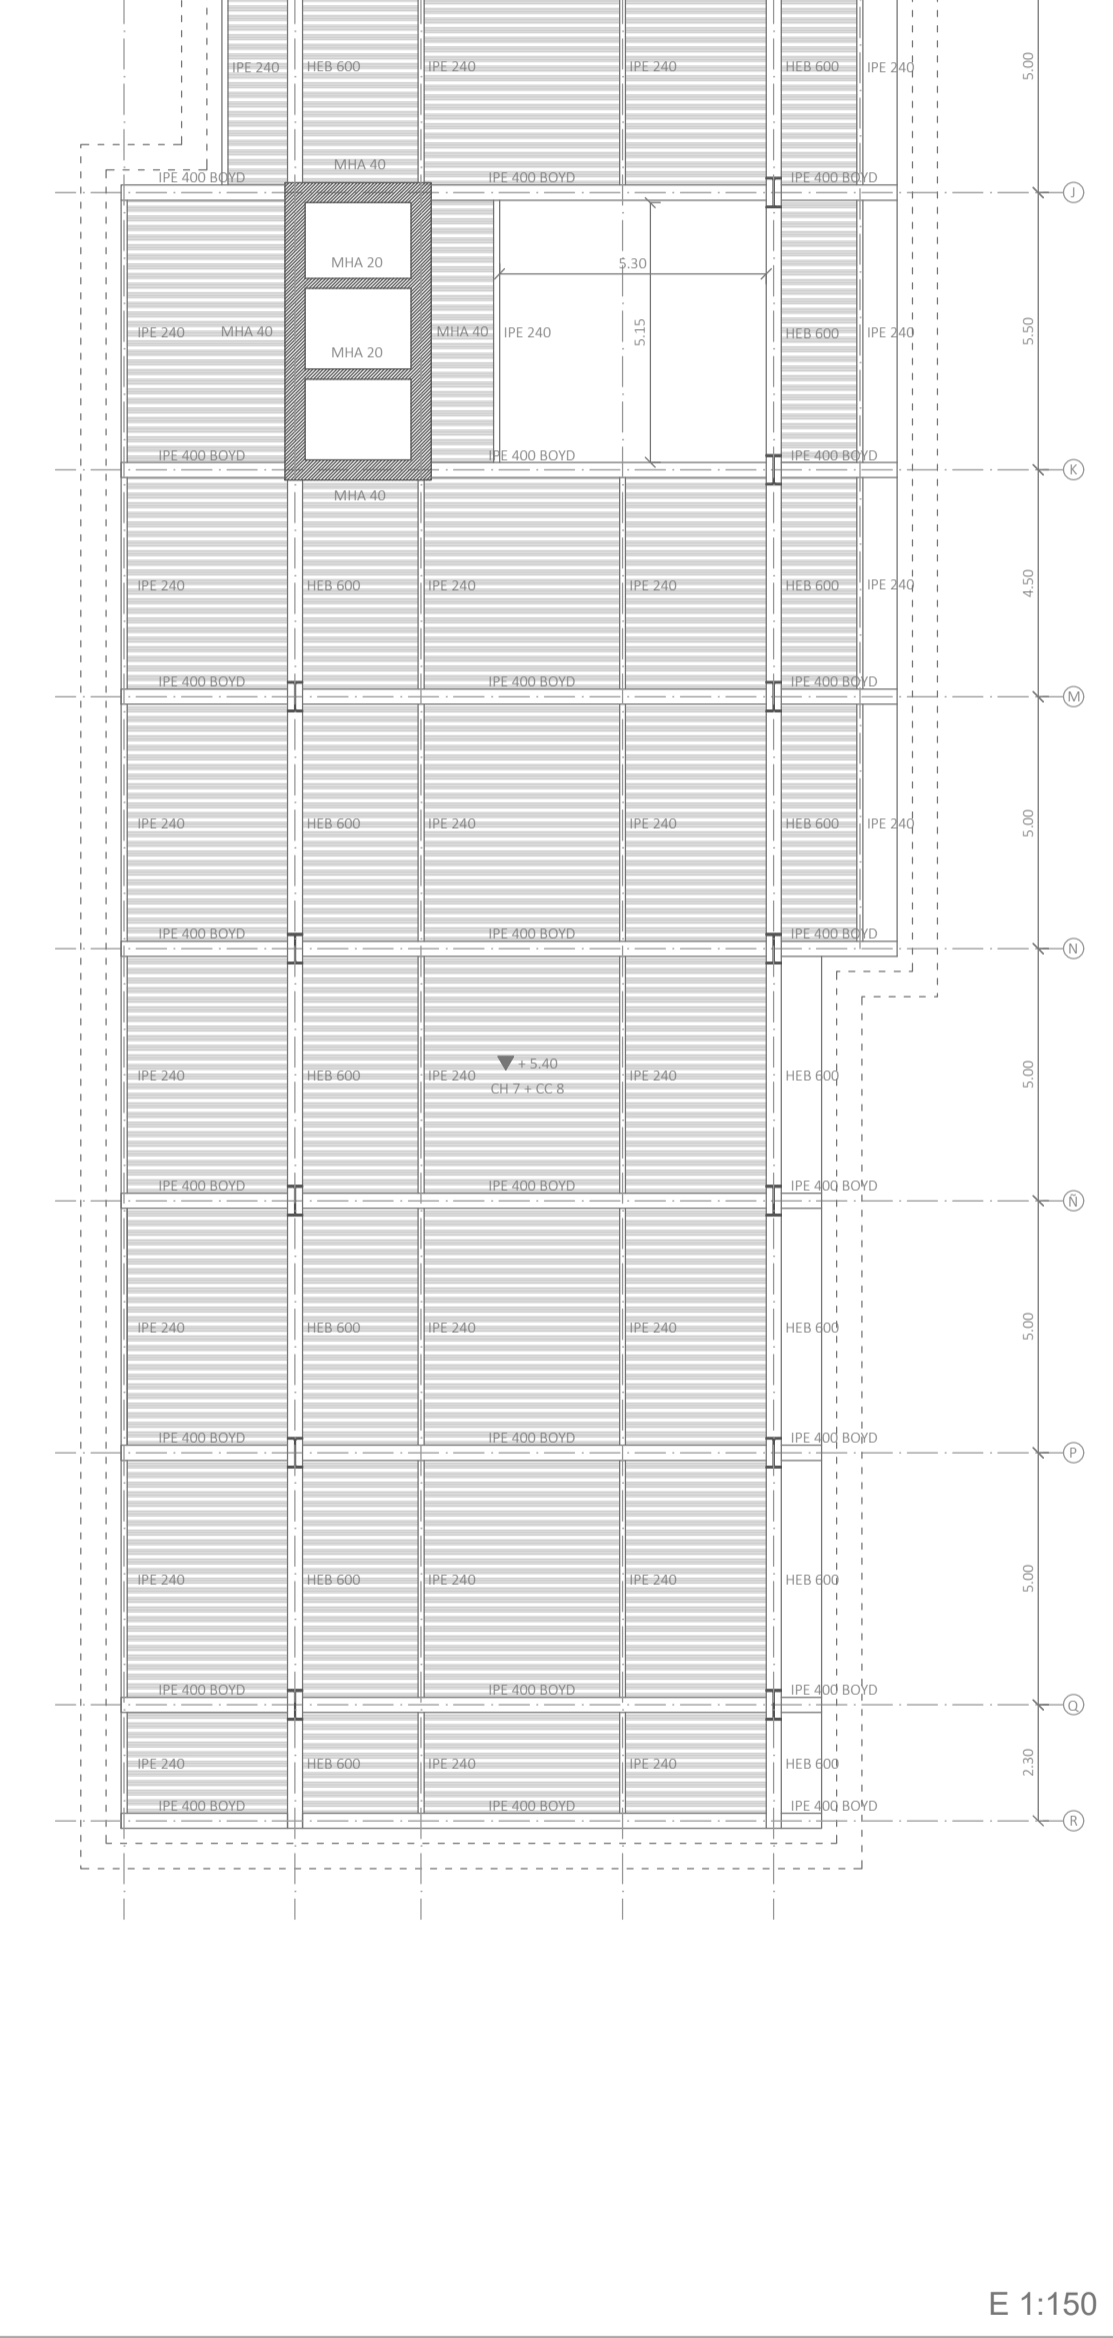 IPE 240 HEB 600 IPE 240 IPE 240 HEB 600 IPE 240 5.00
MHA 40
IPE 400 BOYD IPE 400 BOYD IPE 400 BOYD
J
MHA 20 5.30
IPE 240 MHA 40 MHA 40 IPE 240 5.15 HEB 600 IPE 240 5.50
MHA 20
IPE 400 BOYD IPE 400 BOYD IPE 400 BOYD
K
MHA 40
IPE 240 HEB 600 IPE 240 IPE 240 HEB 600 IPE 240 4.50
IPE 400 BOYD IPE 400 BOYD IPE 400 BOYD
M
IPE 240 HEB 600 IPE 240 IPE 240 HEB 600 IPE 240 5.00
IPE 400 BOYD IPE 400 BOYD IPE 400 BOYD
N
+ 5.40
IPE 240 HEB 600 IPE 240 IPE 240 HEB 600 5.00
CH 7 + CC 8
IPE 400 BOYD IPE 400 BOYD IPE 400 BOYD
Ñ
IPE 240 HEB 600 IPE 240 IPE 240 HEB 600 5.00
IPE 400 BOYD IPE 400 BOYD IPE 400 BOYD
P
IPE 240 HEB 600 IPE 240 IPE 240 HEB 600 5.00
IPE 400 BOYD IPE 400 BOYD IPE 400 BOYD
Q
IPE 240 HEB 600 IPE 240 IPE 240 HEB 600 2.30
IPE 400 BOYD IPE 400 BOYD IPE 400 BOYD
R
E 1:150